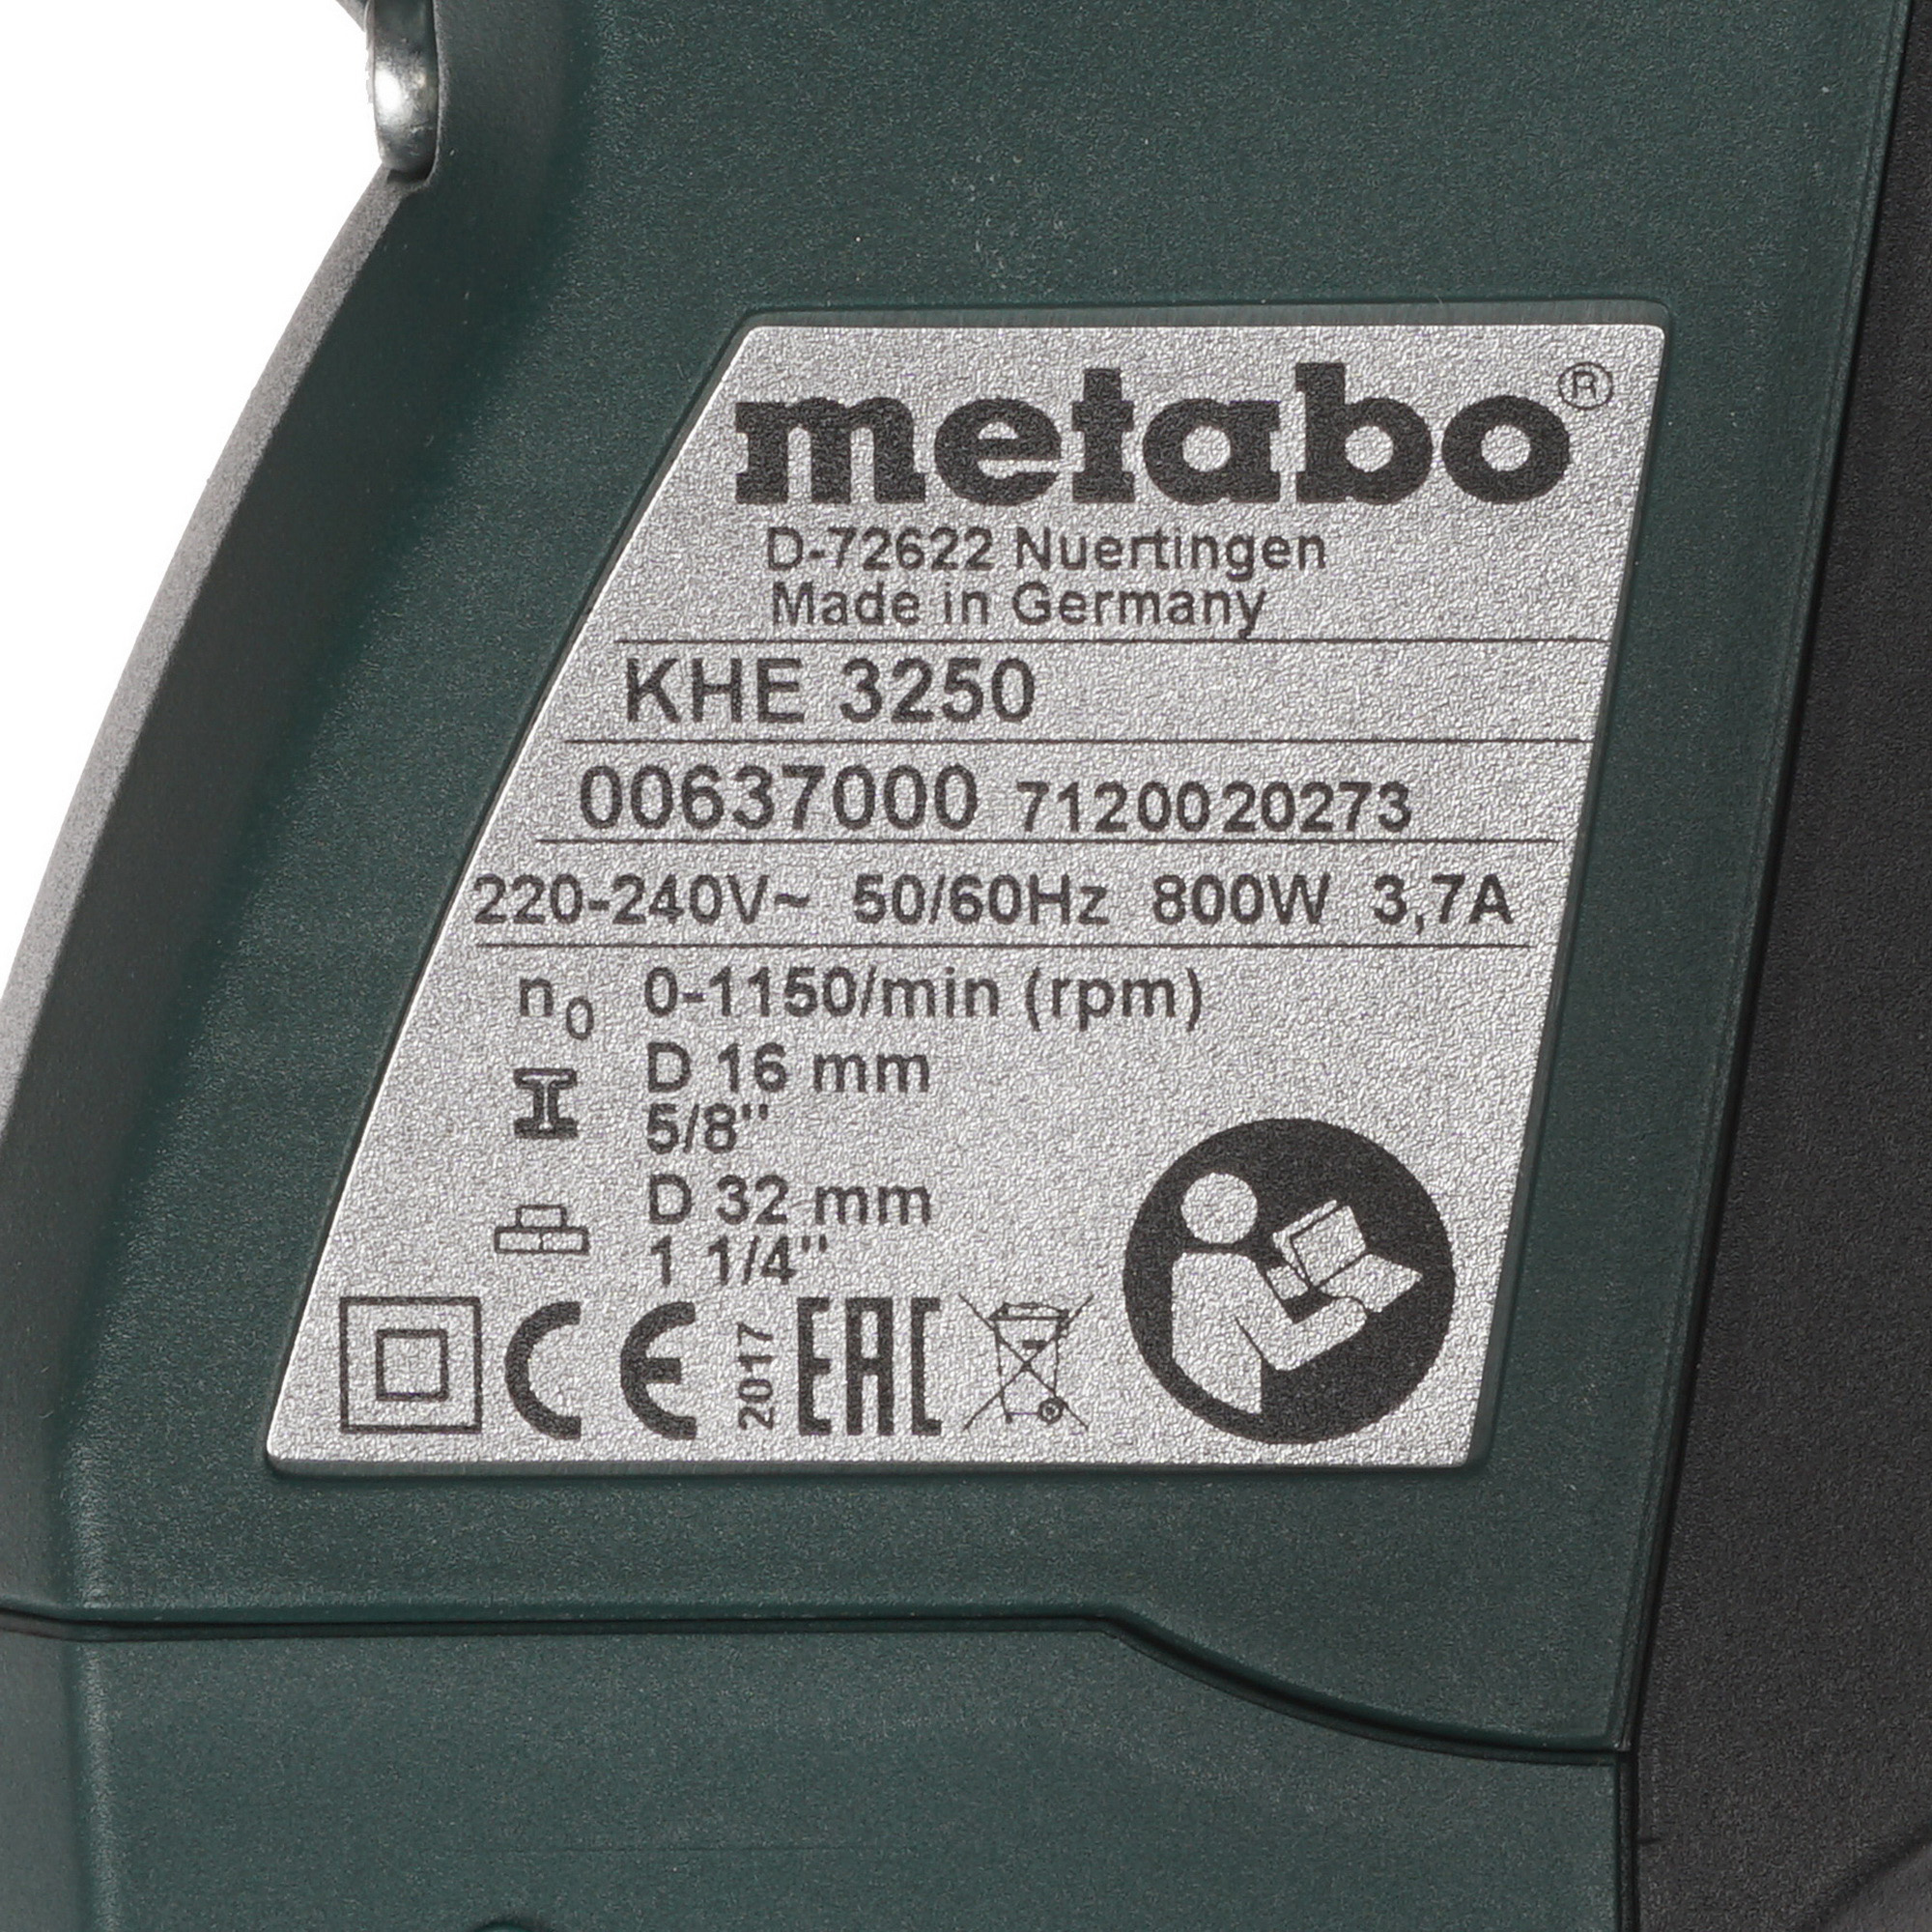 metabo®
D-72622 Nuertingen
Made in Germany
KHE 3250
00637000 7120020273
220-240V~ 50/60Hz 800W 3,7A
n0 0-1150/min (rpm)
D 16 mm
5/8"
D 32 mm
1 1/4"
CE 2017 EAC